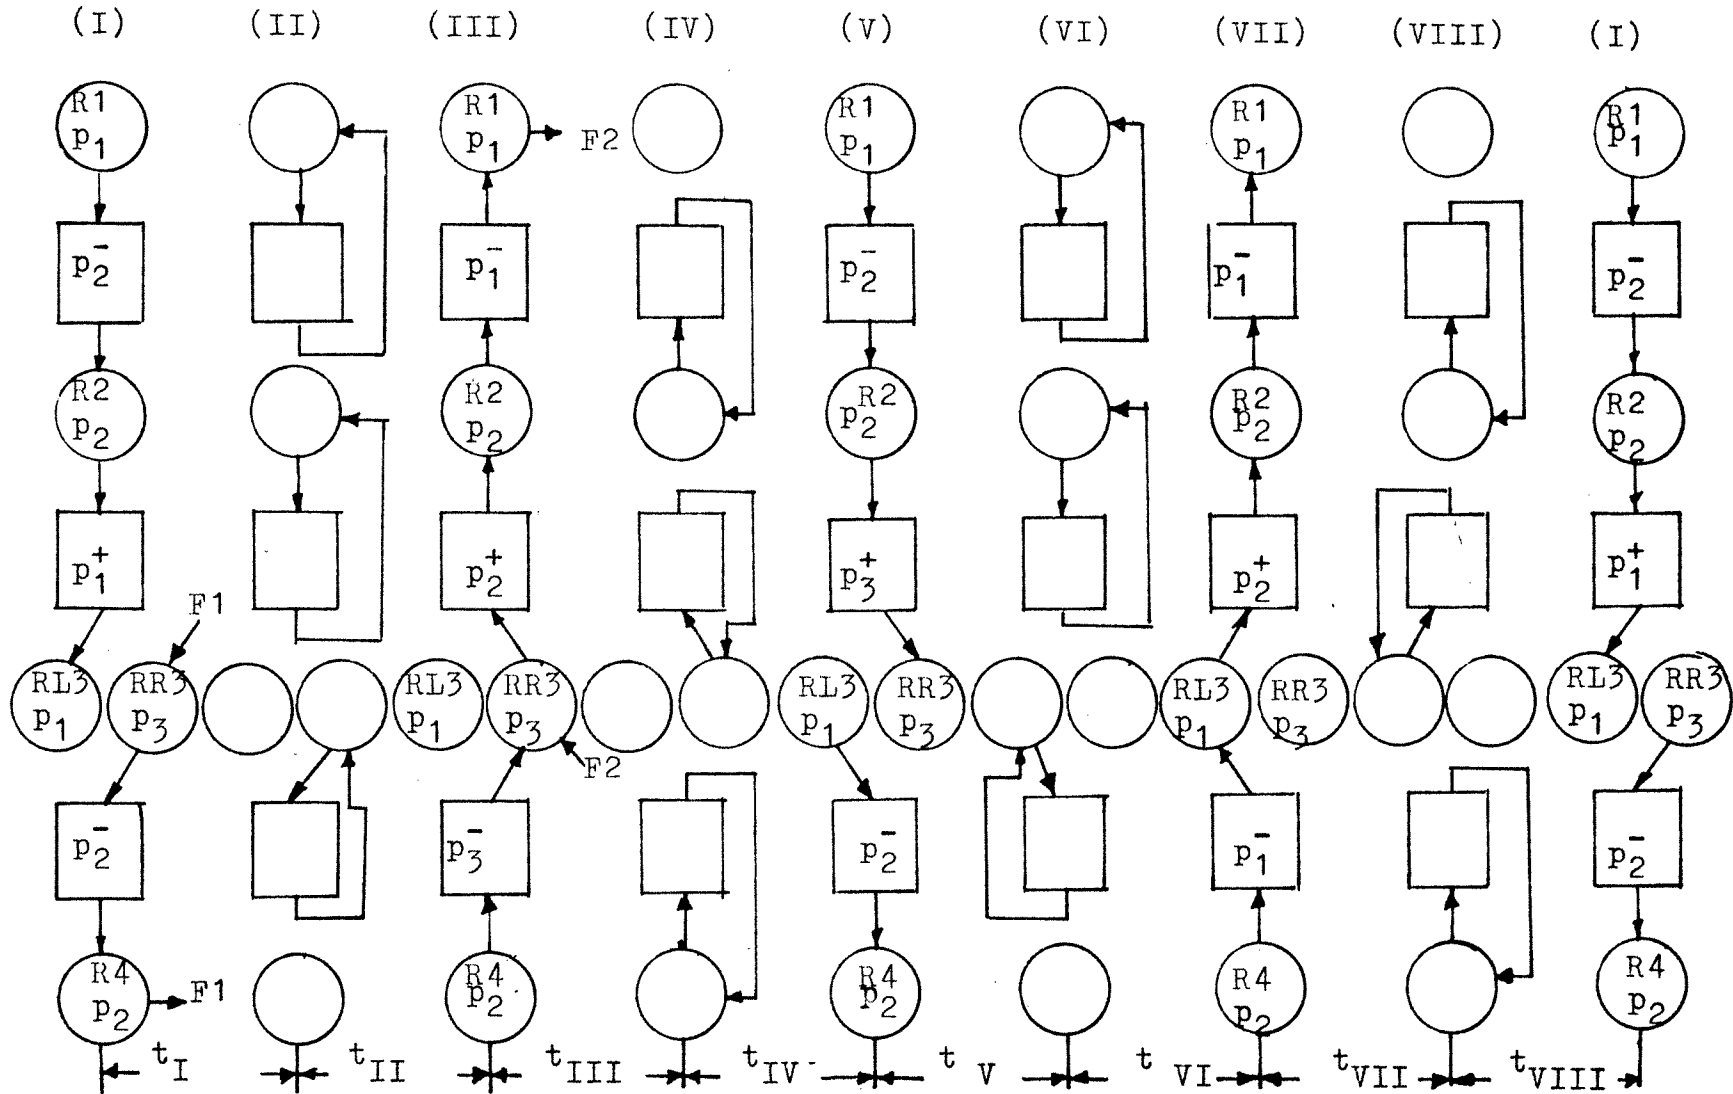 (I) (II) (III) (IV) (V) (VI) (VII) (VIII) (I)
R1 R1 R1 R1 R1
p1 p1 F2 p1 p1 p1
p2- p1- p2- p1- p2-
R2 R2 R2 R2 R2
p2 p2 p2 p2 p2
p1+ p2+ p3+ p2+ p1+
F1
RL3 RR3 RL3 RR3 RL3 RR3 RL3 RR3 RL3 RR3
p1 p3 p1 p3 p1 p3 p1 p3 p1 p3
F2
p2- p3- p2- p1- p2-
R4 R4 R4 R4 R4
p2 F1 p2 p2 p2 p2
tI tII tIII tIV tV tVI tVII tVIII